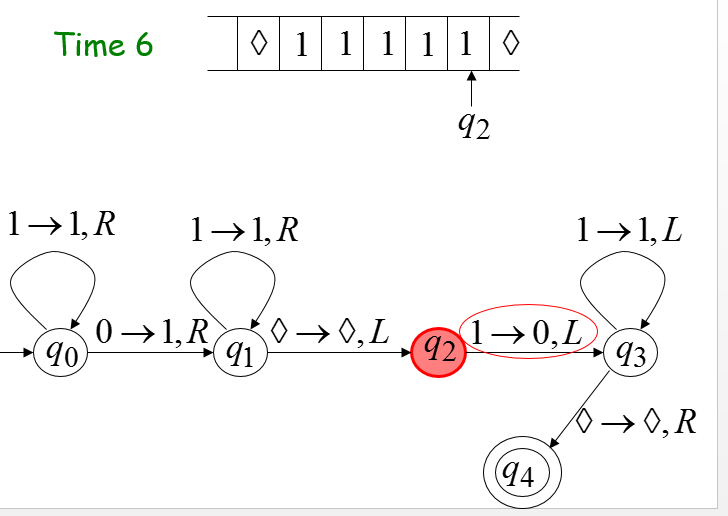 Time 6
◊ 1 1 1 1 1 ◊
q2
1 → 1, R
1 → 1, R
1 → 1, L
0 → 1, R
◊ → ◊, L
1 → 0, L
q0
q1
q2
q3
◊ → ◊, R
q4